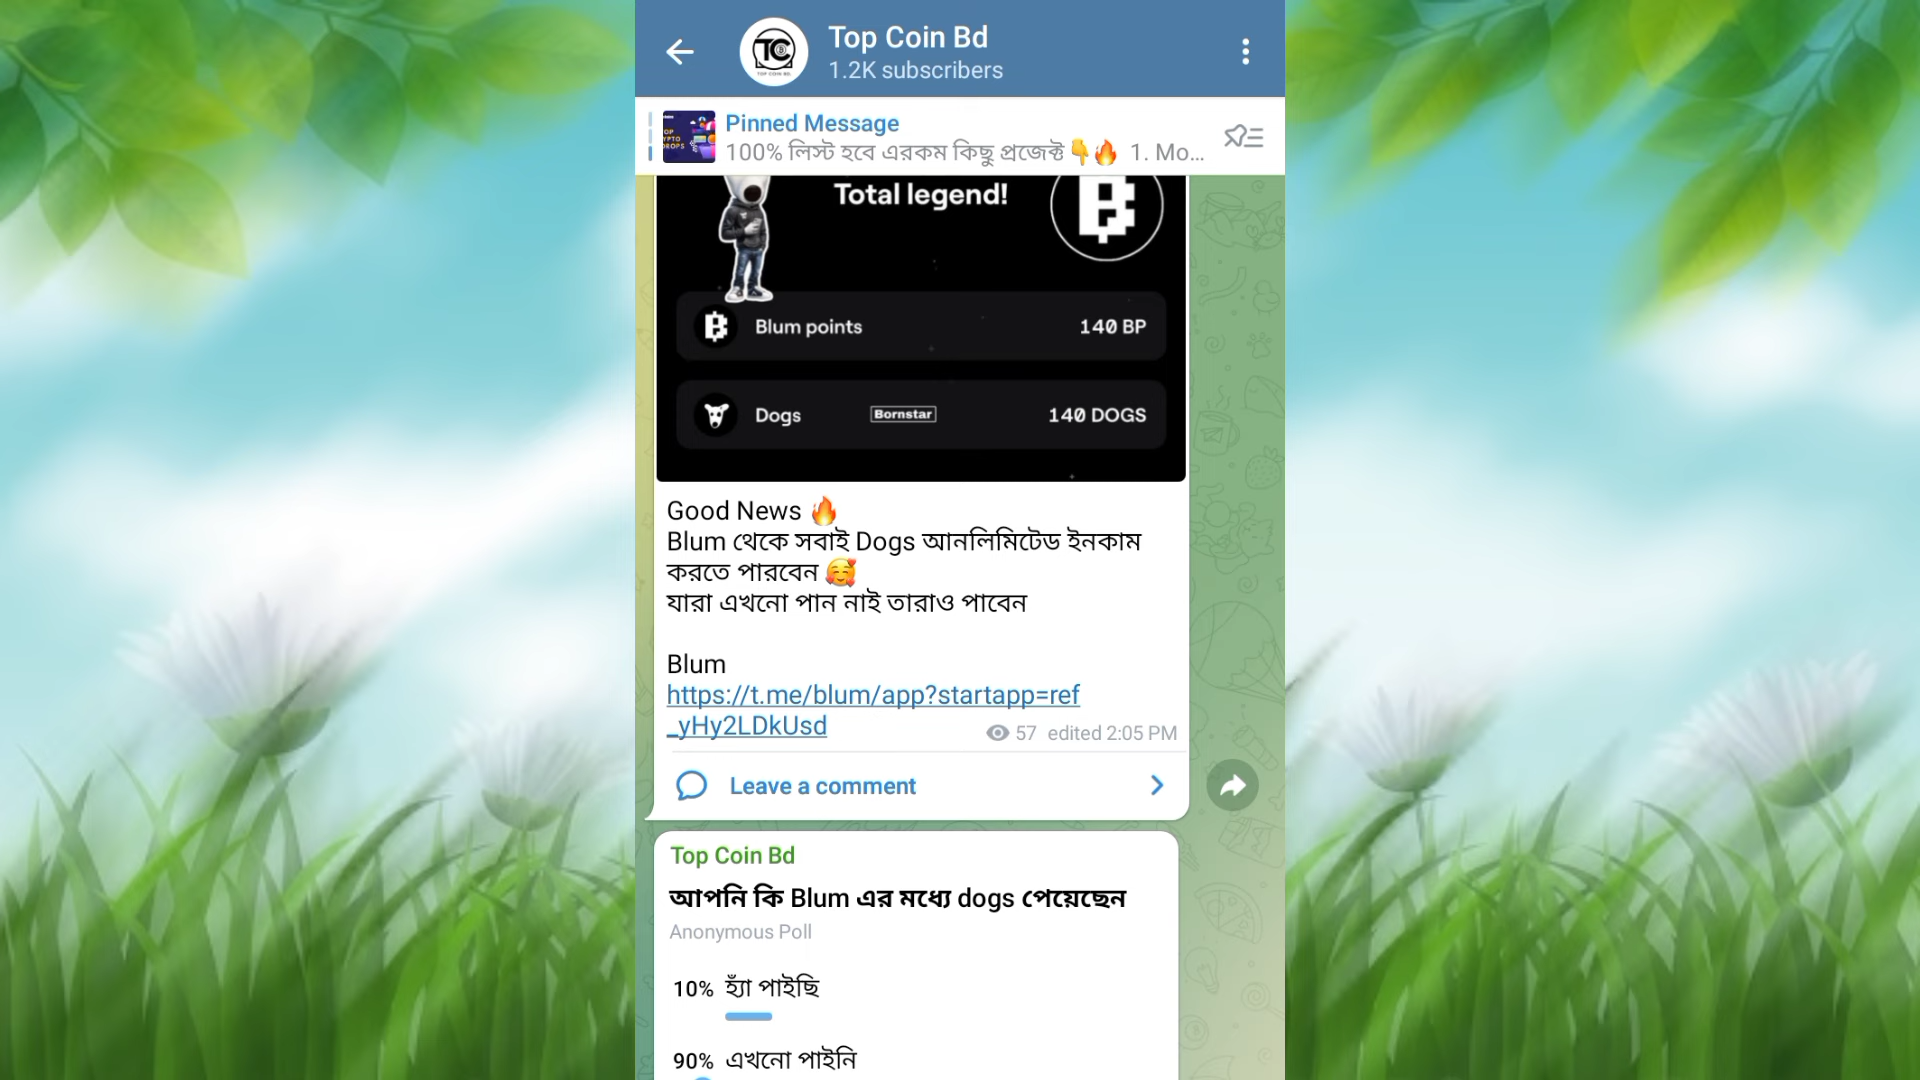 Top Coin Bd
1.2K subscribers
TOP COIN BD
Pinned Message
100% লিস্ট হবে এরকম কিছু প্রজেক্ট👇🔥 1. Mo...
Total legend!
Blum points 140 BP
Dogs Bornstar 140 DOGS
Good News 🔥
Blum থেকে সবাই Dogs আনলিমিটেড ইনকাম
করতে পারবেন 🥰
যারা এখনো পান নাই তারাও পাবেন
Blum
https://t.me/blum/app?startapp=ref
_yHy2LDkUsd
57 edited 2:05 PM
Leave a comment
Top Coin Bd
আপনি কি Blum এর মধ্যে dogs পেয়েছেন
Anonymous Poll
10% হ্যাঁ পাইছি
90% এখনো পাইনি